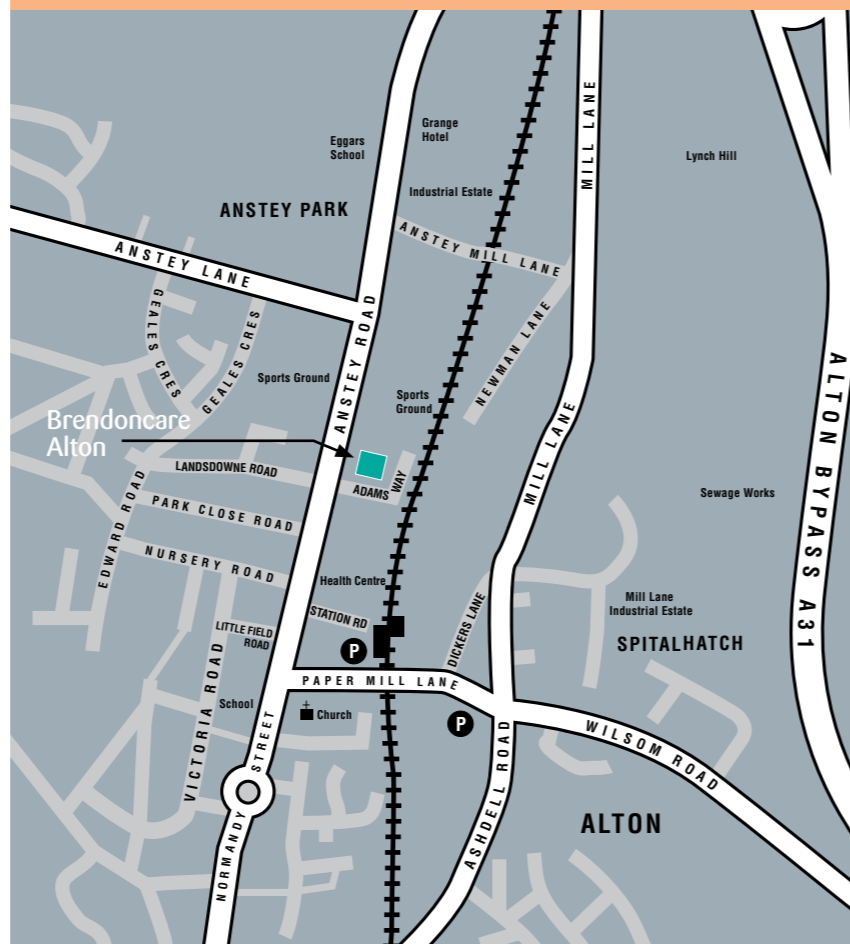 Grange
Hotel
Eggars
School
MILL LANE
Lynch Hill
Industrial Estate
ANSTEY PARK
ANSTEY MILL LANE
ANSTEY LANE
GEALES CRES
GEALES CRES
NEWMAN LANE
ANSTEY ROAD
Sports Ground
Sports
Ground
ALTON BYPASS A31
Brendoncare
Alton
LANDSDOWNE ROAD
ADAMS WAY
MILL LANE
EDWARD ROAD
PARK CLOSE ROAD
Sewage Works
NURSERY ROAD
Health Centre
STATION RD
DICKERS LANE
Mill Lane
Industrial Estate
LITTLE FIELD
ROAD
SPITALHATCH
P
VICTORIA ROAD
PAPER MILL LANE
School
Church
P
WILSOM ROAD
NORMANDY STREET
ASHDELL ROAD
ALTON